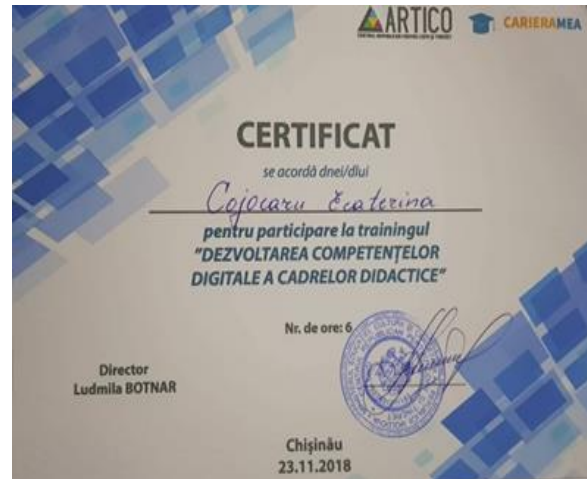 ARTICO
CARIERAMEA
CERTIFICAT
se acordă dnei/dlui
Cojocaru Ecaterina
pentru participare la trainingul
"DEZVOLTAREA COMPETENȚELOR
DIGITALE A CADRELOR DIDACTICE"
Nr. de ore: 6
Director
Ludmila BOTNAR
Chișinău
23.11.2018